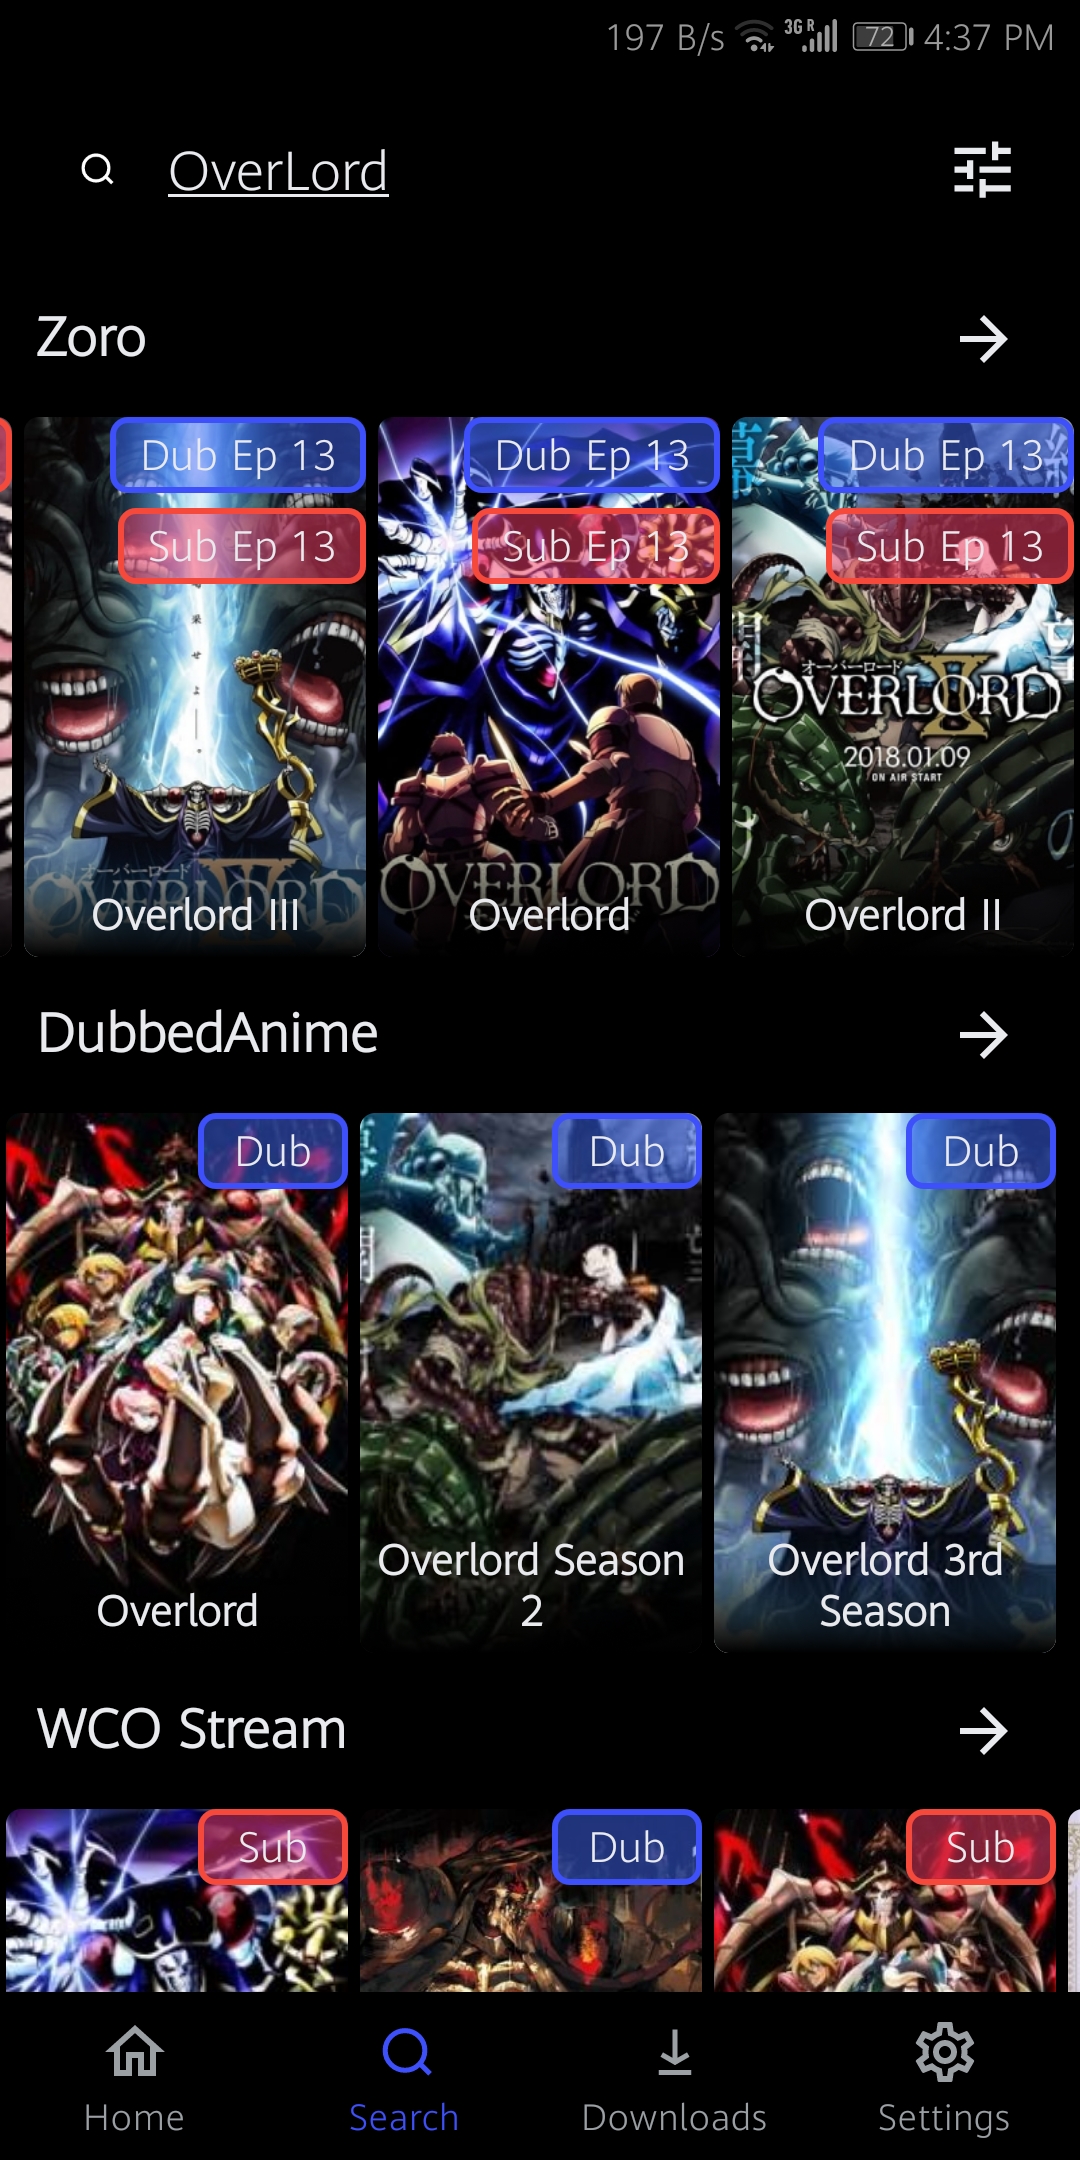 197 B/s 3G R 72 4:37 PM
OverLord
Zoro
Dub Ep 13
Sub Ep 13
オーバーロード
OVERLORD III
Overlord III
Dub Ep 13
Sub Ep 13
OVERLORD
Overlord
Dub Ep 13
Sub Ep 13
オーバーロード
OVERLORD II
2018.01.09
ON AIR START
Overlord II
DubbedAnime
Dub
Overlord
Dub
Overlord Season
2
Dub
Overlord 3rd
Season
WCO Stream
Sub
Dub
Sub
Home
Search
Downloads
Settings